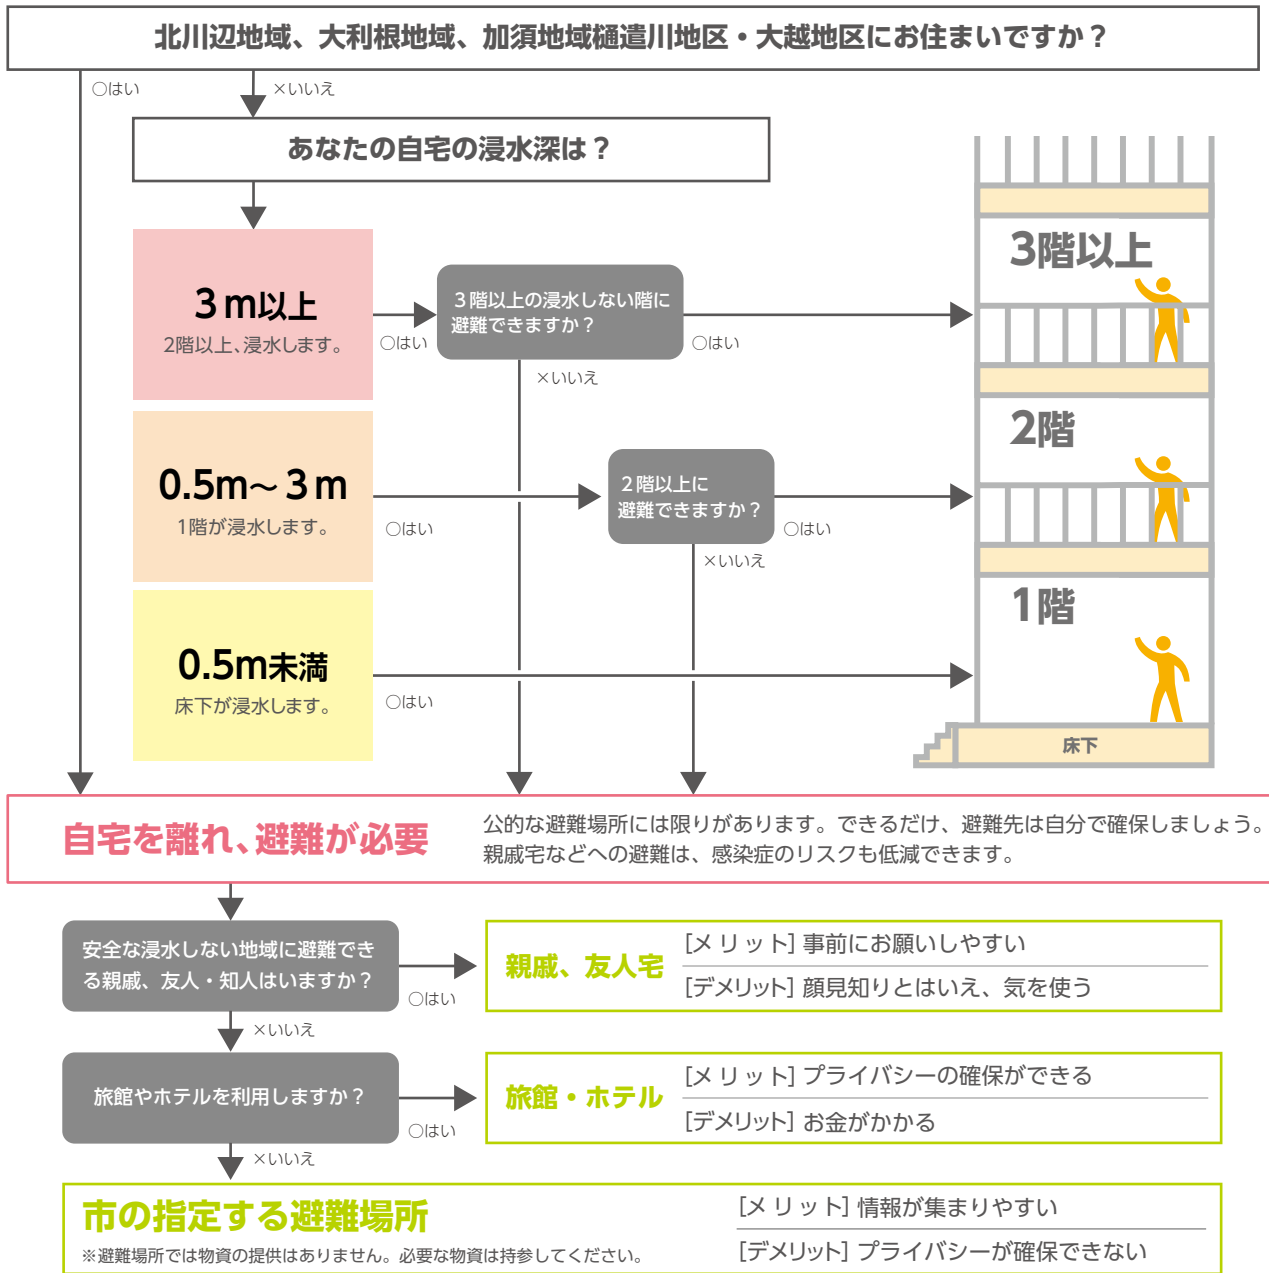 北川辺地域、大利根地域、加須地域樋遣川地区・大越地区にお住まいですか？
○はい
×いいえ
あなたの自宅の浸水深は？
３ｍ以上
2階以上、浸水します。
○はい
３階以上の浸水しない階に
避難できますか？
○はい
×いいえ
3階以上
0.5m～３ｍ
1階が浸水します。
○はい
２階以上に
避難できますか？
○はい
×いいえ
2階
0.5m未満
床下が浸水します。
○はい
1階
床下
自宅を離れ、避難が必要
公的な避難場所には限りがあります。できるだけ、避難先は自分で確保しましょう。
親戚宅などへの避難は、感染症のリスクも低減できます。
安全な浸水しない地域に避難でき
る親戚、友人・知人はいますか？
○はい
×いいえ
親戚、友人宅
[メリット] 事前にお願いしやすい
[デメリット] 顔見知りとはいえ、気を使う
旅館やホテルを利用しますか？
○はい
×いいえ
旅館・ホテル
[メリット] プライバシーの確保ができる
[デメリット] お金がかかる
市の指定する避難場所
※避難場所では物資の提供はありません。必要な物資は持参してください。
[メリット] 情報が集まりやすい
[デメリット] プライバシーが確保できない